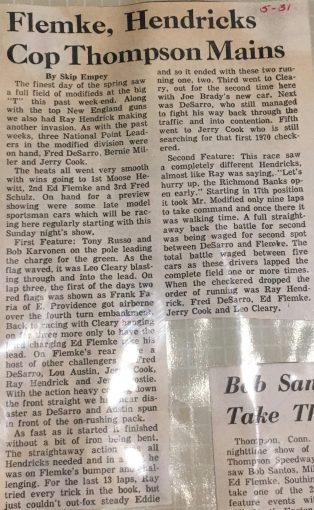 5-31
Flemke, Hendricks
Cop Thompson Mains
By Skip Empey
The finest day of the spring saw
a full field of modifieds at the big
"T" this past week-end. Along
with the top New England guns
we also had Ray Hendrick making
another invasion. As with the past
weeks, three National Point Lead-
ers in the modified division were
on hand, Fred DeSarro, Bernie Mil-
ler and Jerry Cook.
The heats all went very smooth
with wins going to 1st Moose He-
witt, 2nd Ed Flemke and 3rd Fred
Schulz. On hand for a preview
showing were some late model
sportsman cars which will be rac-
ing here regularly starting with this
Sunday night's show.
First Feature: Tony Russo and
Bob Karvonen on the pole leading
the charge for the green. As the
flag waved, it was Leo Cleary blast-
ing through and into the lead. On
lap three, the first of the days two
red flags was shown as Frank Fa-
ria of E. Providence got airborne
over the fourth turn embankment.
Back to racing with Cleary hanging
on three more only to have the
charging Ed Flemke take his
lead. On Flemke's rear a
host of other challengers Fred
DeSarro, Lou Austin, Cook,
Ray Hendrick and Jerry
With the action heavy down
the front straight we dis-
aster as DeSarro and Austin spun
in front of the on-rushing pack.
As fast as it started it finished
without a bit of iron being bent.
The straightaway action all
Hendricks needed and in a he
was on Flemke's bumper and
lenging. For the last 13 laps, Ray
tried every trick in the book, but
just couldn't out-fox steady Eddie
and so it ended with these two run-
ning one, two. Third went to Clea-
ry, out for the second time here
with Joe Brady's new car. Next
was DeSarro, who still managed
to fight his way back through the
traffic and into contention. Fifth
went to Jerry Cook who is still
searching for that first 1970 check-
ered.
Second Feature: This race saw
a completely different Hendricks,
almost like Ray was saying, "Let's
hurry up, the Richmond Banks op-
en early." Starting in 17th position
it took Mr. Modified only nine laps
to take command and once there it
was walking time. A full straight-
away back the battle for second
was being waged for second spot
between DeSarro and Flemke. The
total battle waged between five
cars as these drivers lapped the
complete field one or more times.
When the checkered dropped the
order of running was Ray Hend-
rick, Fred DeSarro, Ed Flemke,
Jerry Cook and Leo Cleary.
Bob San
Take Th
Thompson, Conn.
nighttime show of
Thompson Speedway
saw Bob Santos, Mil
Ed Flemke, Southin
take one of the 2
feature events wi